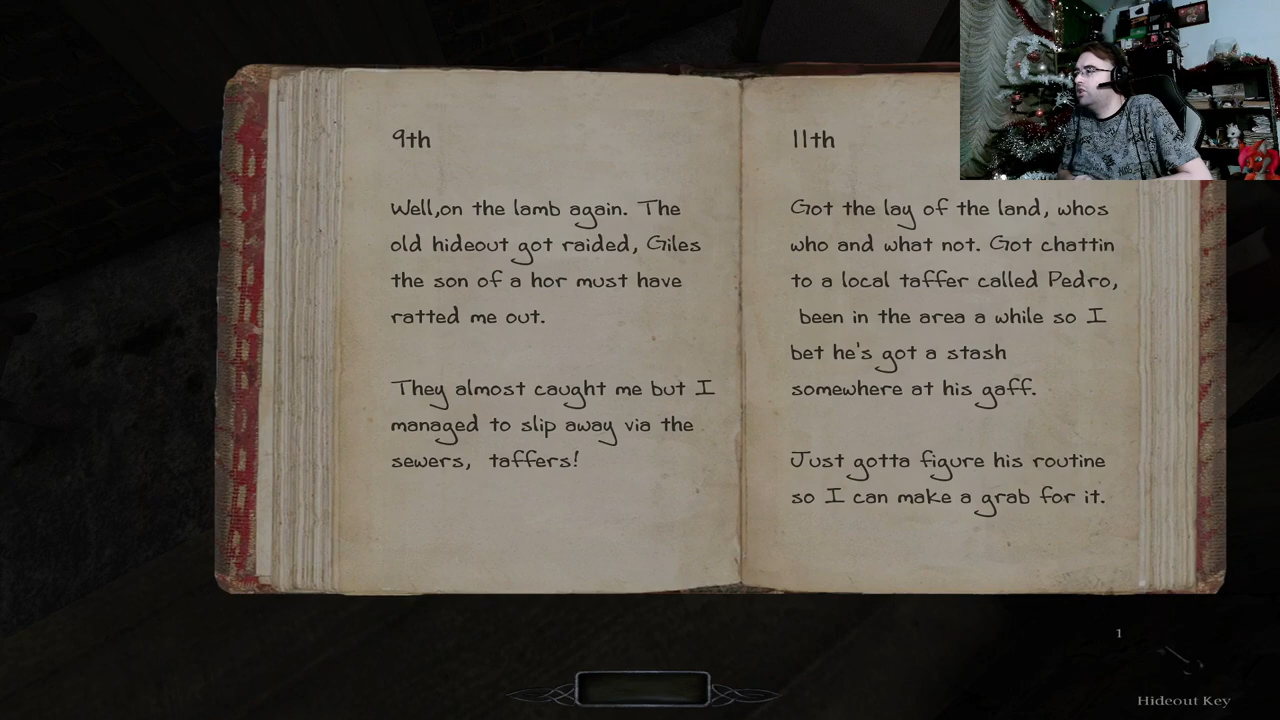 9th
Well,on the lamb again. The
old hideout got raided, Giles
the son of a hor must have
ratted me out.
They almost caught me but I
managed to slip away via the
sewers, taffers!
11th
Got the lay of the land, whos
who and what not. Got chattin
to a local taffer called Pedro,
been in the area a while so I
bet he's got a stash
somewhere at his gaff.
Just gotta figure his routine
so I can make a grab for it.
1
Hideout Key